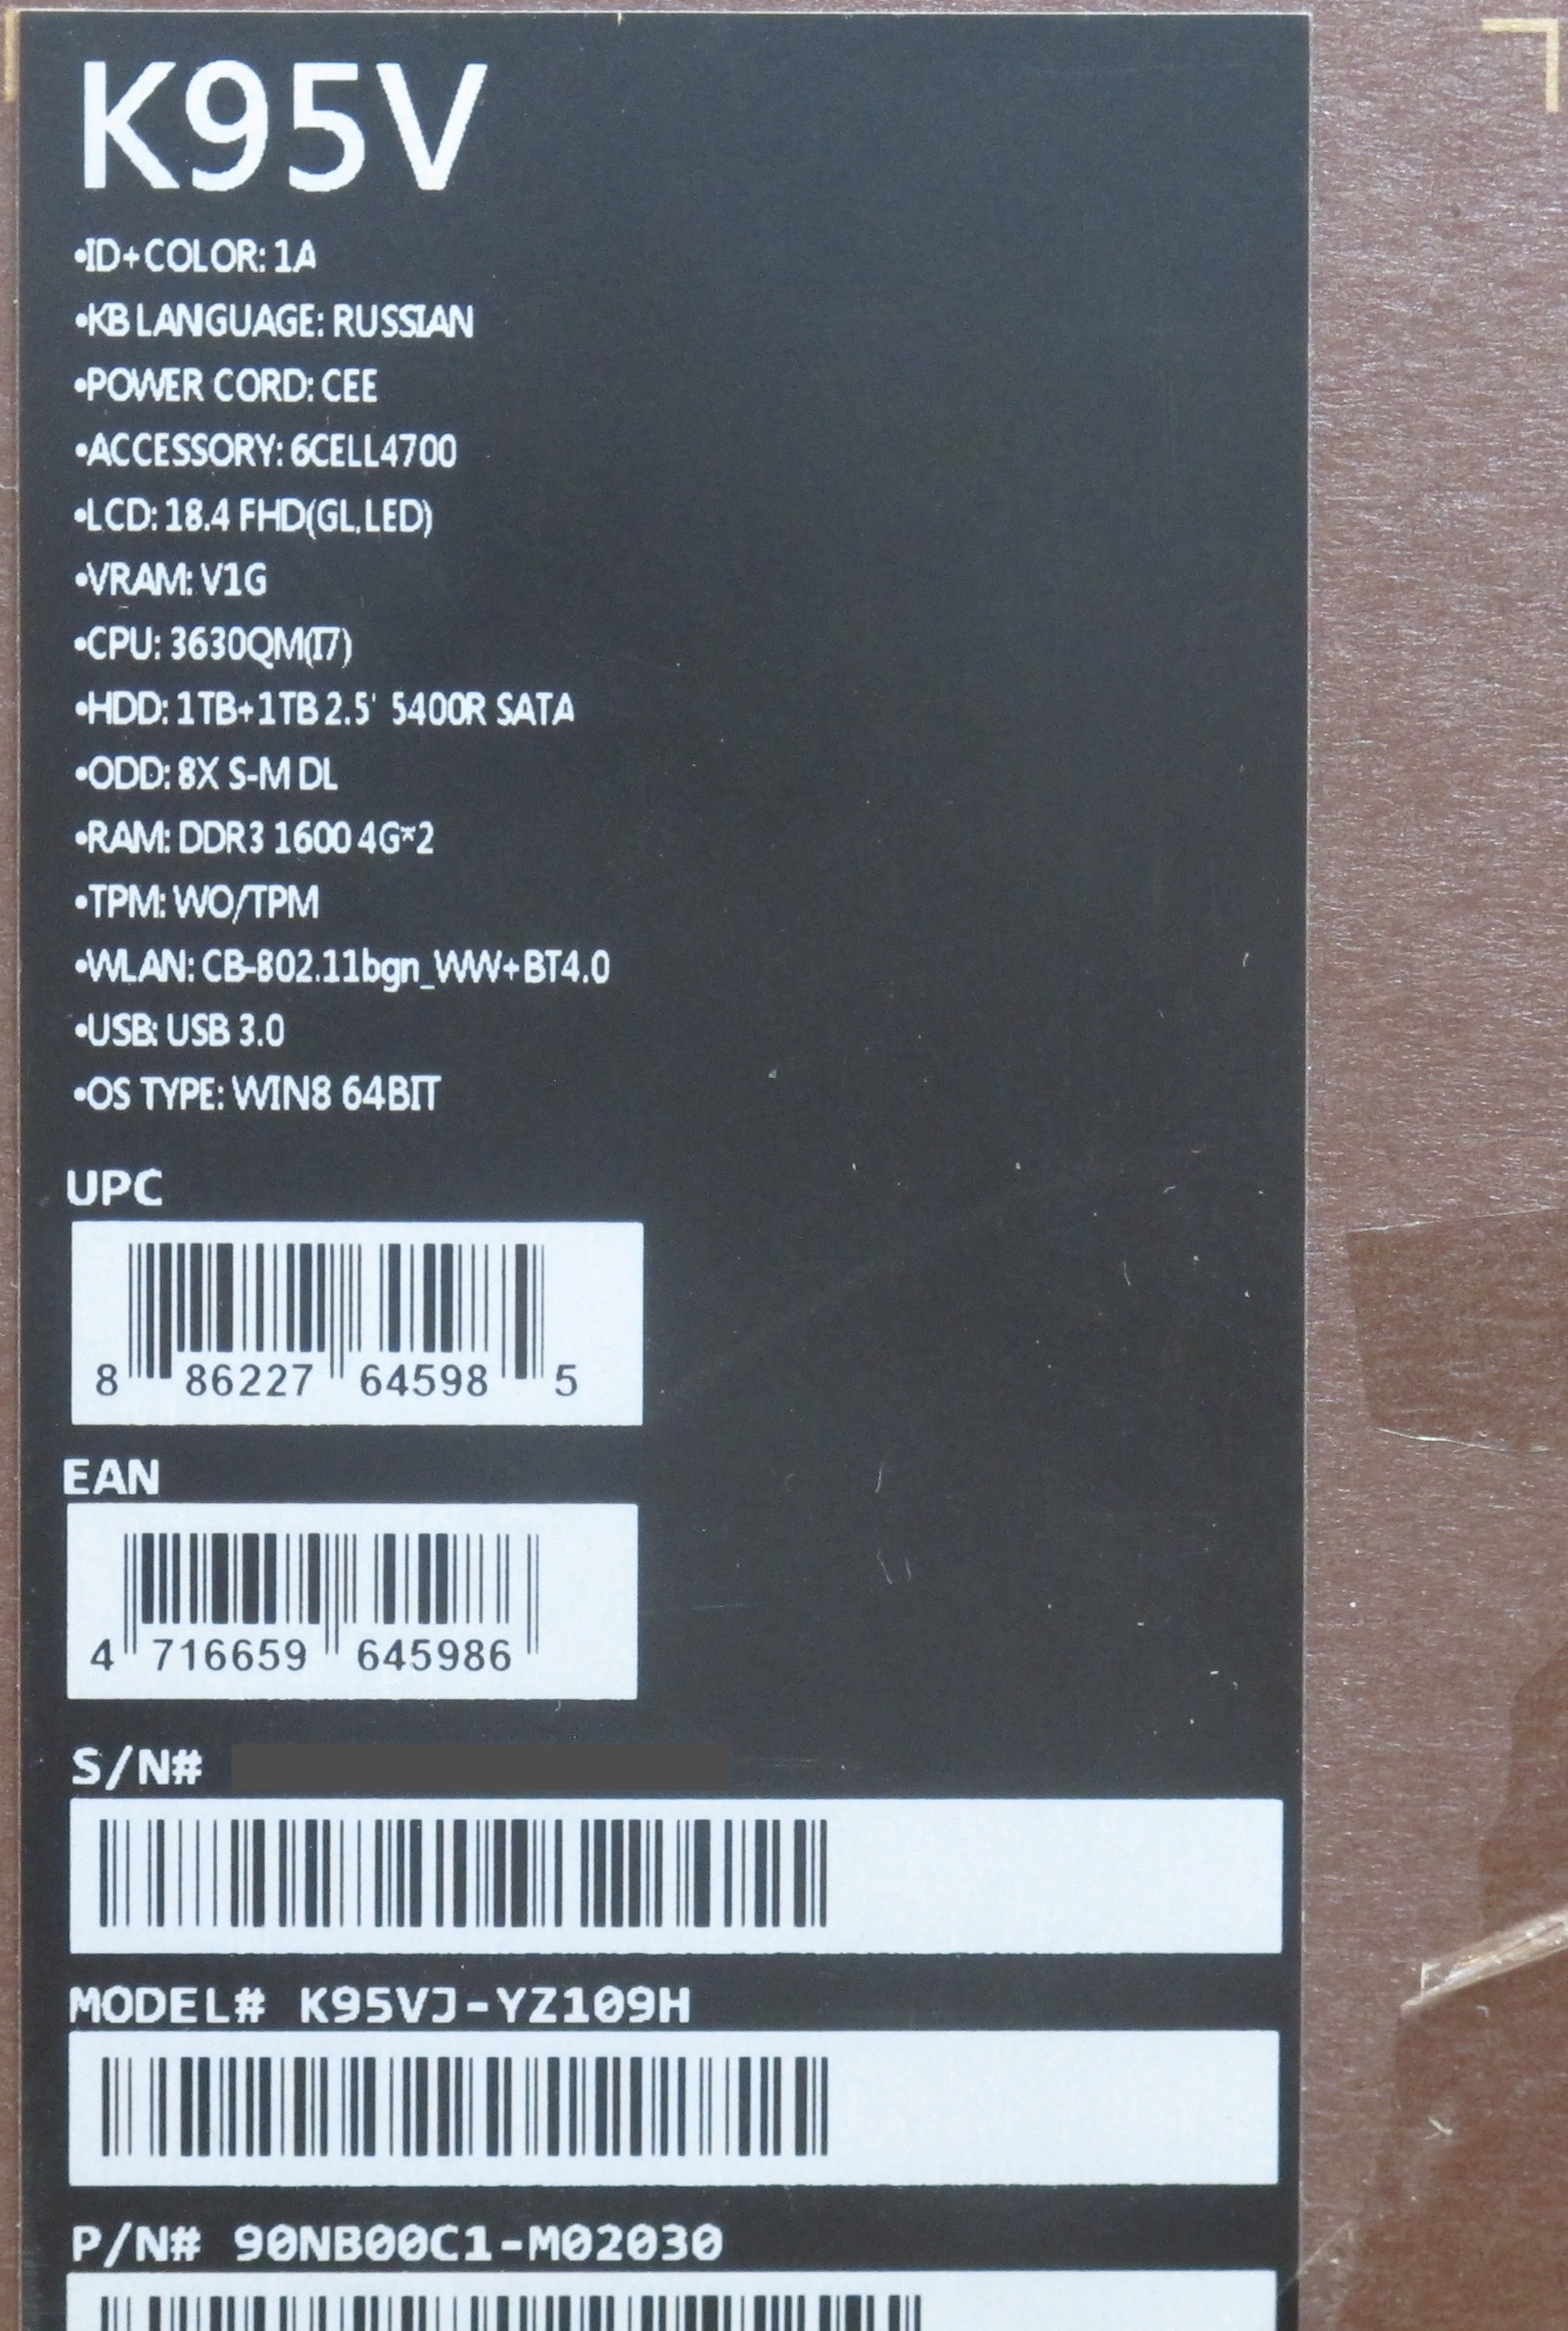 K95V
•ID+COLOR: 1A
•KB LANGUAGE: RUSSIAN
•POWER CORD: CEE
•ACCESSORY: 6CELL4700
•LCD: 18.4 FHD(GL,LED)
•VRAM: V1G
•CPU: 3630QM(I7)
•HDD: 1TB+1TB 2.5' 5400R SATA
•ODD: 8X S-M DL
•RAM: DDR3 1600 4G*2
•TPM: WO/TPM
•WLAN: CB-802.11bgn_WW+BT4.0
•USB: USB 3.0
•OS TYPE: WIN8 64BIT
UPC
8 86227 64598 5
EAN
4 716659 645986
S/N#
MODEL# K95VJ-YZ109H
P/N# 90NB00C1-M02030